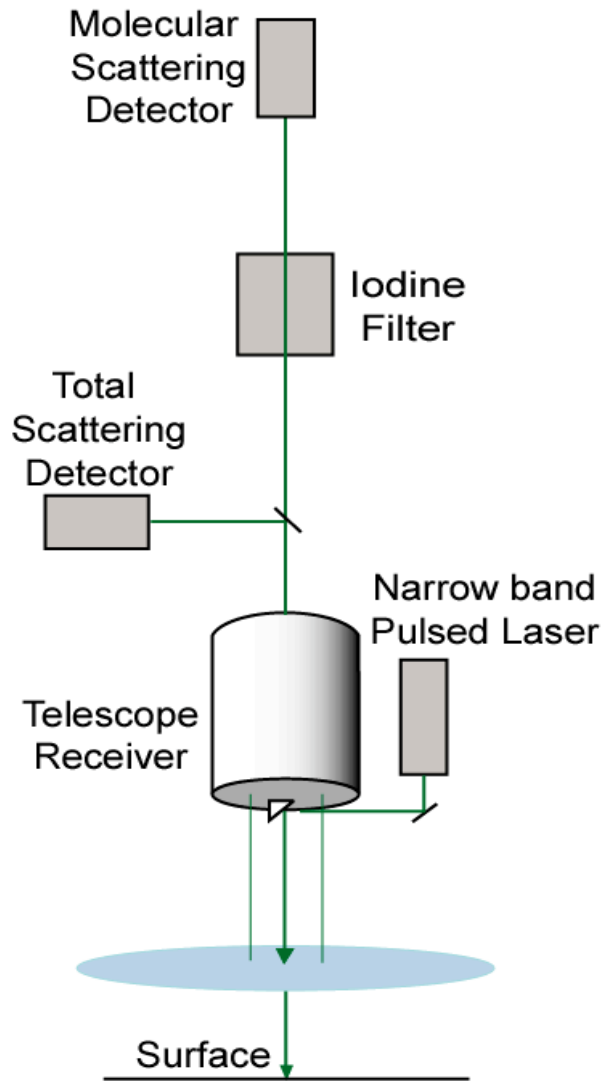 Molecular
Scattering
Detector
Iodine
Filter
Total
Scattering
Detector
Narrow band
Pulsed Laser
Telescope
Receiver
Surface